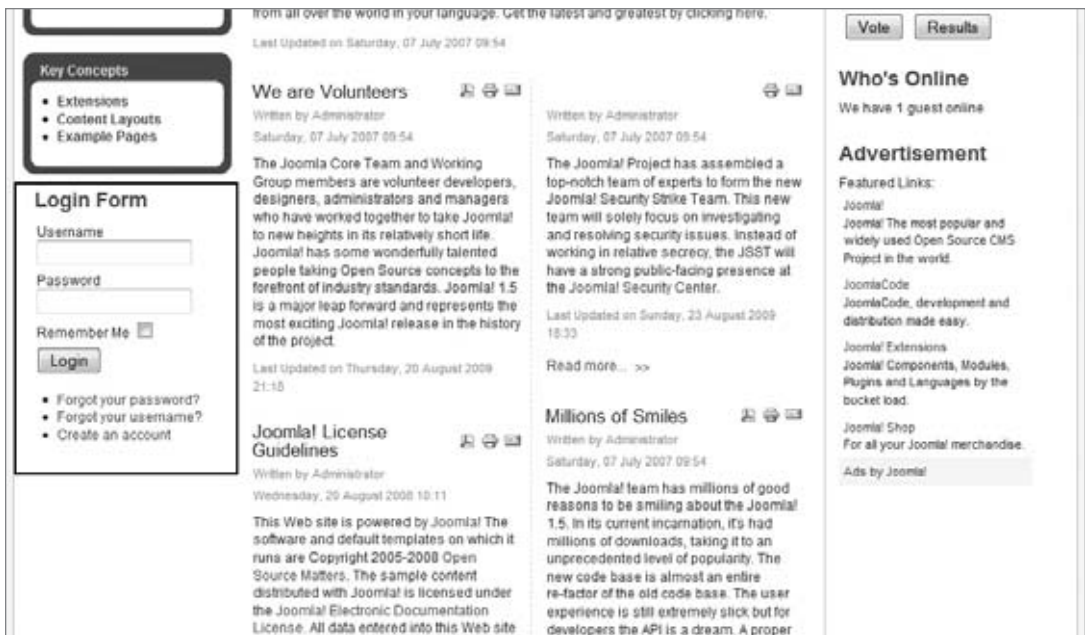 Key Concepts
Extensions
Content Layouts
Example Pages
Login Form
Username
Password
Remember Me
Login
Forgot your password?
Forgot your username?
Create an account
from all over the world in your language. Get the latest and greatest by clicking here.
Last Updated on Saturday, 07 July 2007 09:54
We are Volunteers
Written by Administrator
Saturday, 07 July 2007 09:54
The Joomla Core Team and Working
Group members are volunteer developers,
designers, administrators and managers
who have worked together to take Joomla!
to new heights in its relatively short life.
Joomla! has some wonderfully talented
people taking Open Source concepts to the
forefront of industry standards. Joomla! 1.5
is a major leap forward and represents the
most exciting Joomla! release in the history
of the project.
Last Updated on Thursday, 20 August 2009
21:18
Joomla! License
Guidelines
Written by Administrator
Wednesday, 20 August 2008 10:11
This Web site is powered by Joomla! The
software and default templates on which it
runs are Copyright 2005-2008 Open
Source Matters. The sample content
distributed with Joomla! is licensed under
the Joomla! Electronic Documentation
License. All data entered into this Web site
Written by Administrator
Saturday, 07 July 2007 09:54
The Joomla! Project has assembled a
top-notch team of experts to form the new
Joomla! Security Strike Team. This new
team will solely focus on investigating
and resolving security issues. Instead of
working in relative secrecy, the JSST will
have a strong public-facing presence at
the Joomla! Security Center.
Last Updated on Sunday, 23 August 2009
18:33
Read more... >>
Millions of Smiles
Written by Administrator
Saturday, 07 July 2007 09:54
The Joomla! team has millions of good
reasons to be smiling about the Joomla!
1.5. In its current incarnation, it's had
millions of downloads, taking it to an
unprecedented level of popularity. The
new code base is almost an entire
re-factor of the old code base. The user
experience is still extremely slick but for
developers the API is a dream. A proper
Vote Results
Who's Online
We have 1 guest online
Advertisement
Featured Links:
Joomla!
Joomla! The most popular and
widely used Open Source CMS
Project in the world.
JoomlaCode
JoomlaCode, development and
distribution made easy.
Joomla! Extensions
Joomla! Components, Modules,
Plugins and Languages by the
bucket load.
Joomla! Shop
For all your Joomla! merchandise.
Ads by Joomla!